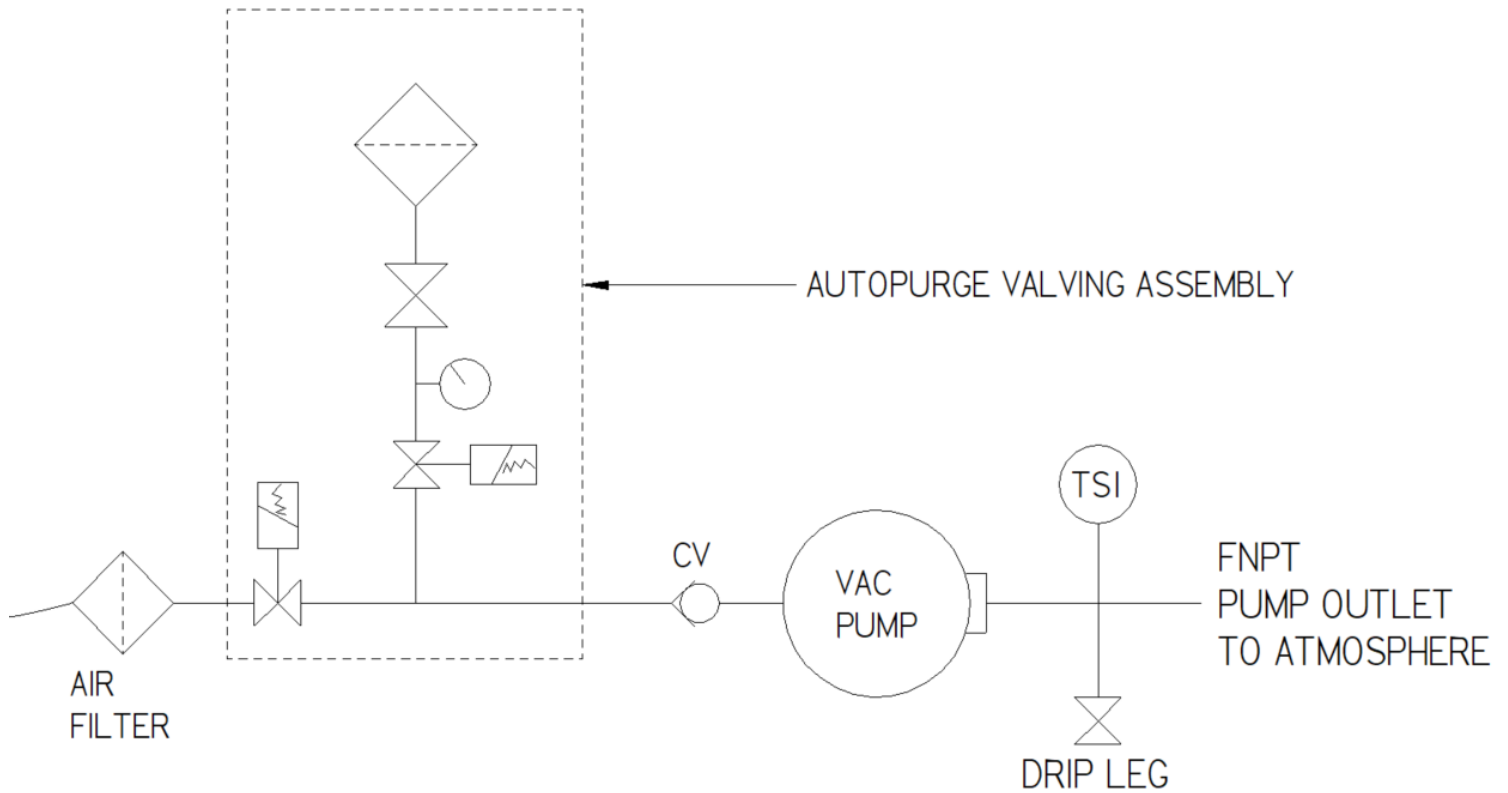 AUTOPURGE VALVING ASSEMBLY
TSI
CV
VAC
PUMP
FNPT
PUMP OUTLET
TO ATMOSPHERE
AIR
FILTER
DRIP LEG